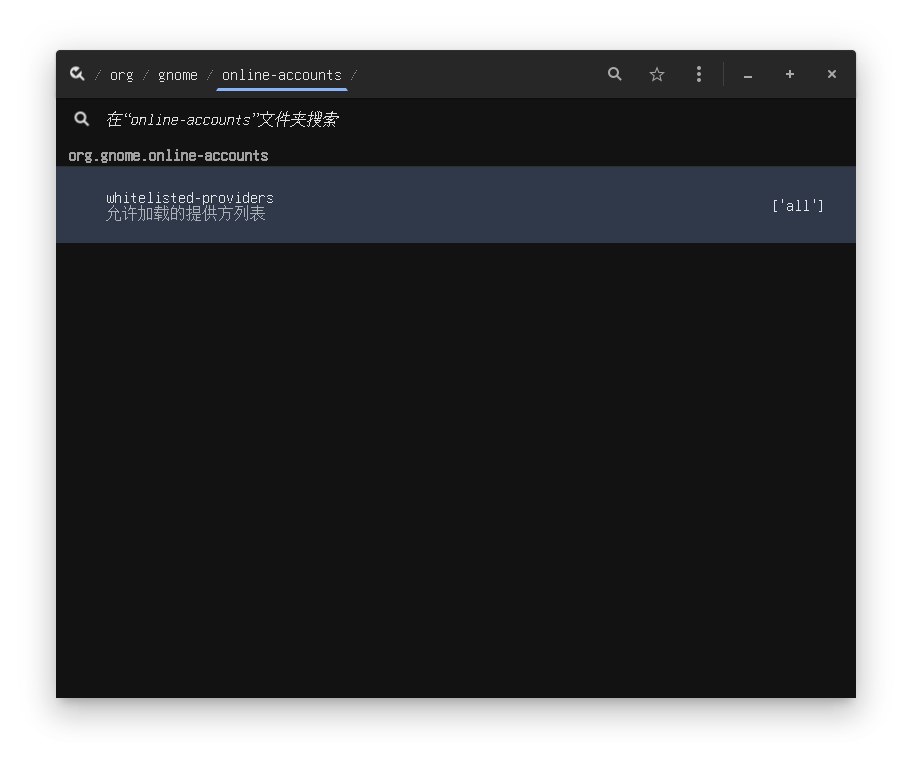 / org / gnome / online-accounts /
在“online-accounts”文件夹搜索
org.gnome.online-accounts
whitelisted-providers
允许加载的提供方列表
['all']